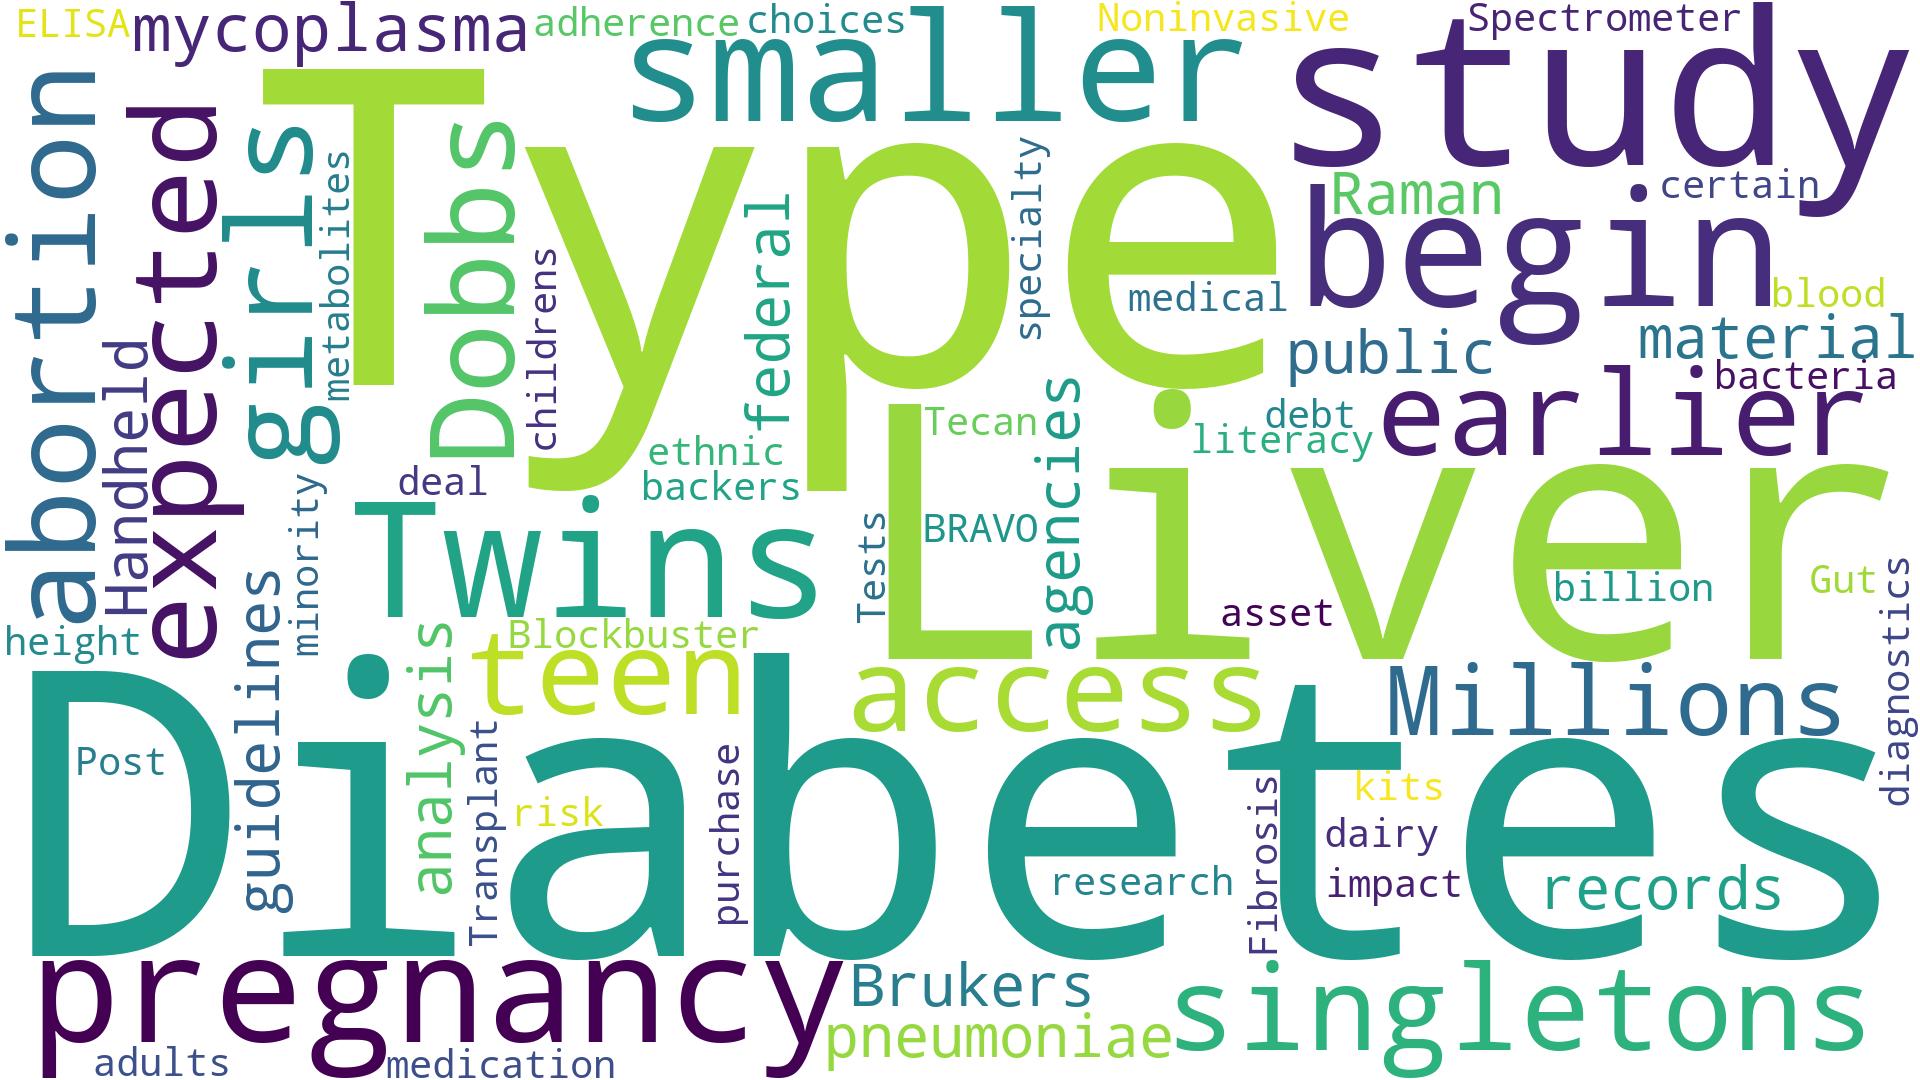 ELISA
mycoplasma
adherence
choices
smaller
Noninvasive
Spectrometer
study
abortion
expected
girls
metabolites
Type
Dobbs
childrens
federal
specialty
medical
Raman
certain
begin
blood
public
material
bacteria
Handheld
earlier
debt
literacy
Tecan
agencies
ethnic
backers
deal
minority
Twins
Tests
BRAVO
Liver
asset
billion
Gut
diagnostics
height
guidelines
analysis
Blockbuster
teen
access
Millions
Post
Diabetes
Transplant
risk
purchase
research
Fibrosis
kits
dairy
impact
records
pregnancy
Brukers
pneumoniae
singletons
adults
medication